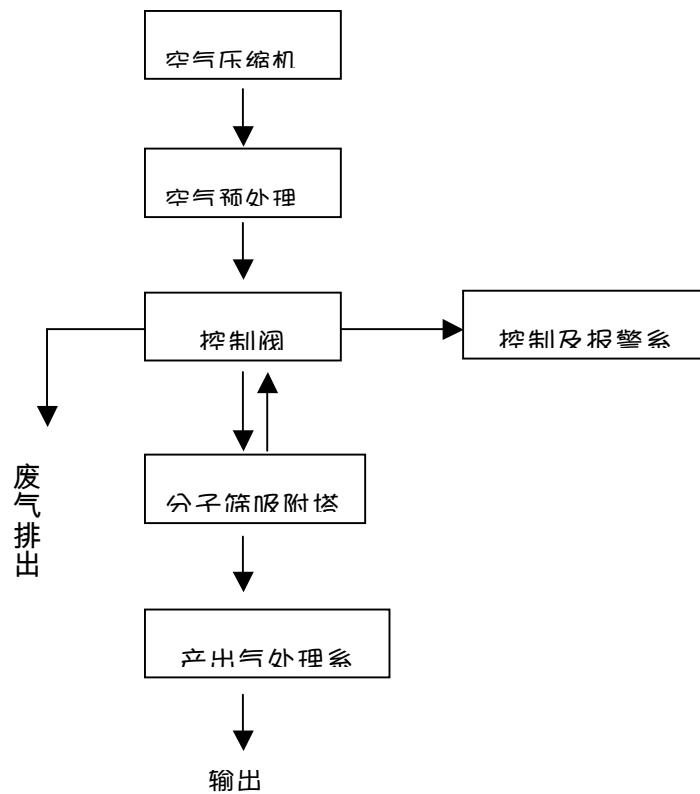 空气压缩机
空气预处理
控制阀
控制及报警系
分子筛吸附塔
废气排出
产出气处理系
输出